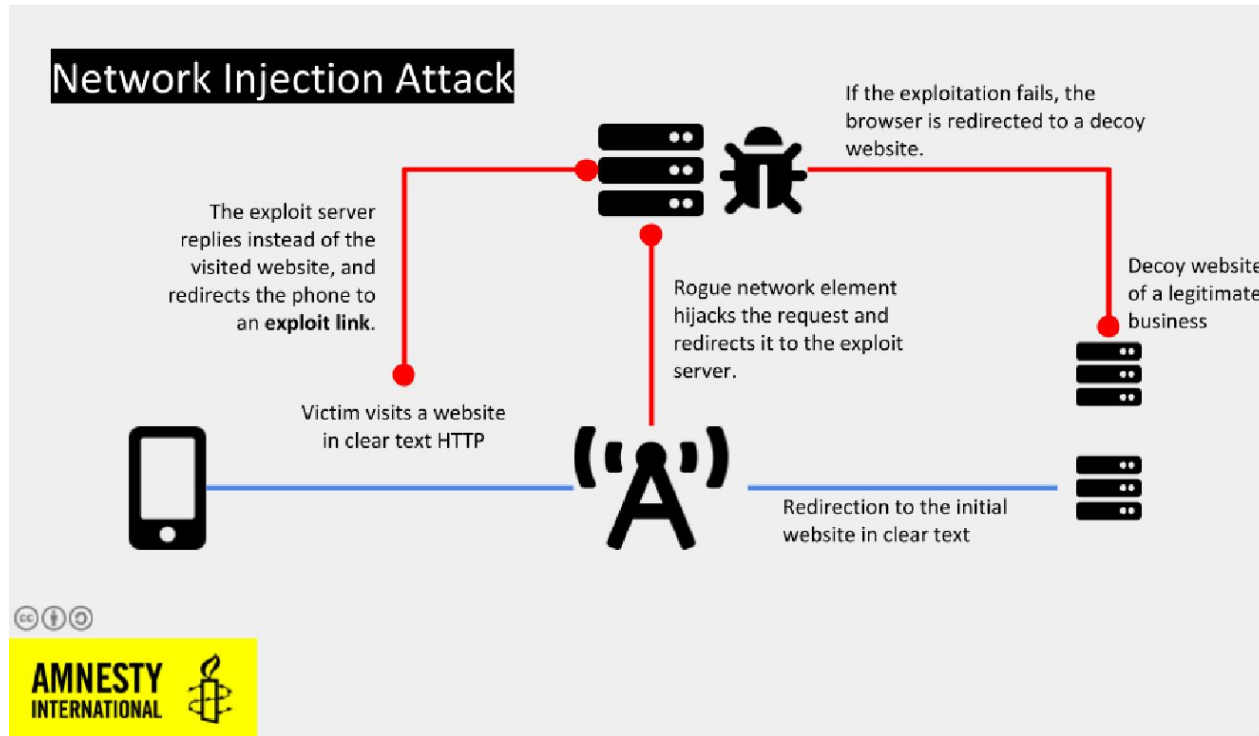 Network Injection Attack
If the exploitation fails, the
browser is redirected to a decoy
website.
The exploit server
replies instead of the
visited website, and
redirects the phone to
an exploit link.
Rogue network element
hijacks the request and
redirects it to the exploit
server.
Decoy website
of a legitimate
business
Victim visits a website
in clear text HTTP
Redirection to the initial
website in clear text
cc
AMNESTY
INTERNATIONAL